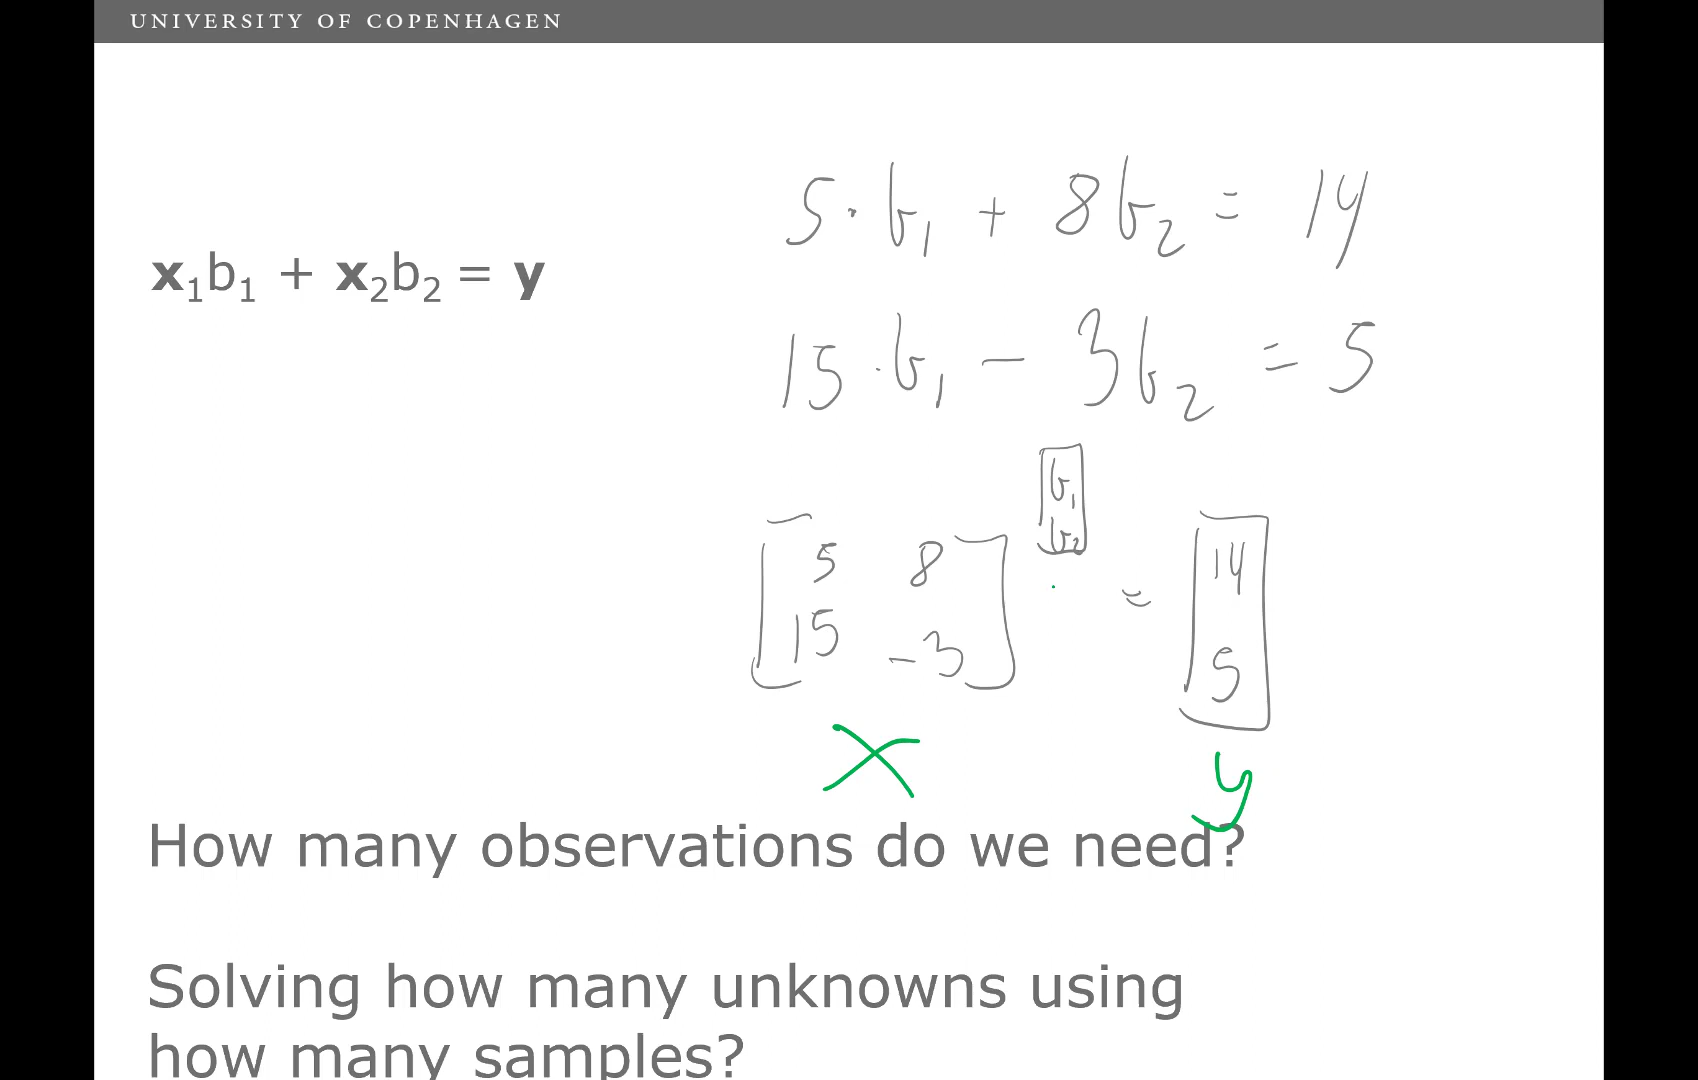 UNIVERSITY OF COPENHAGEN
5 · b₁ + 8b₂ = 14
x₁b₁ + x₂b₂ = y
15 · b₁ − 3b₂ = 5
b₁
b₂
5 8 = 14
15 −3 5
X y
How many observations do we need?
Solving how many unknowns using
how many samples?